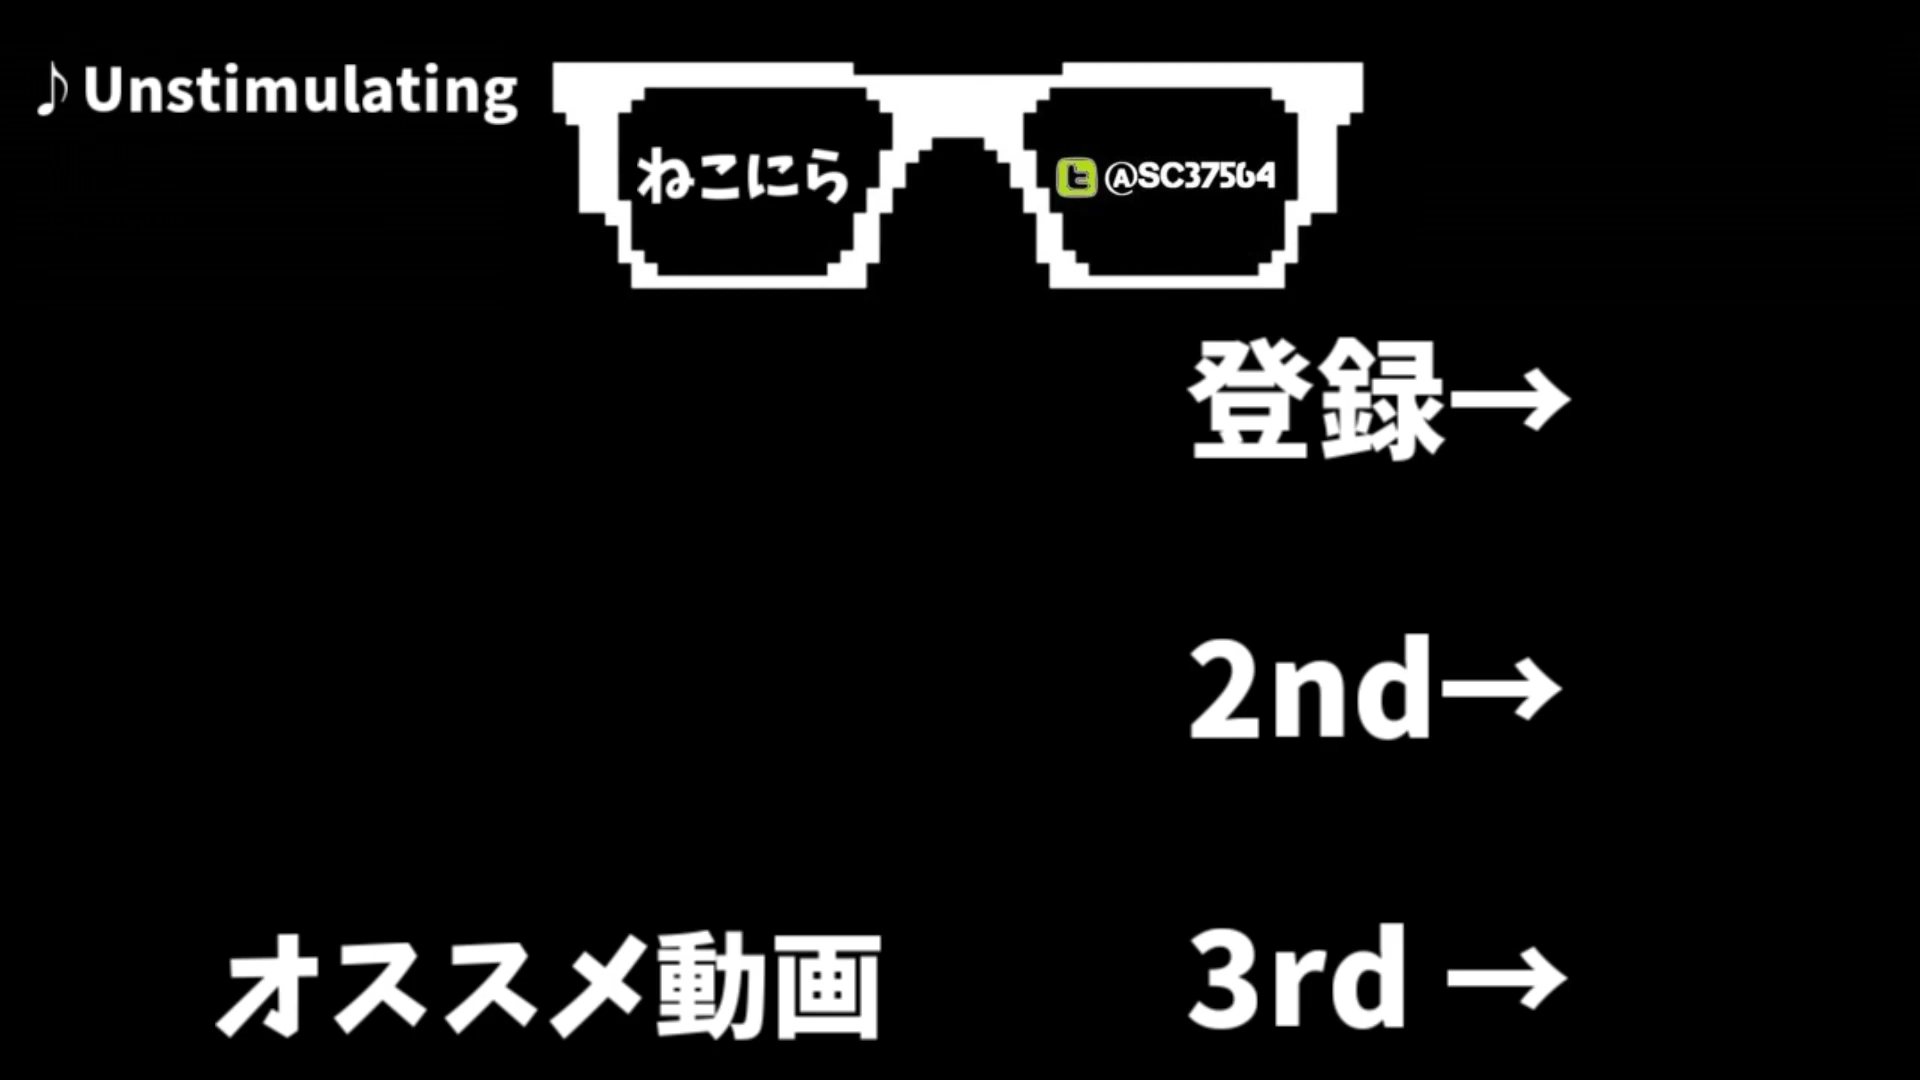 ♪Unstimulating
ねこにら
@SC37564
登録→
2nd→
オススメ動画
3rd→